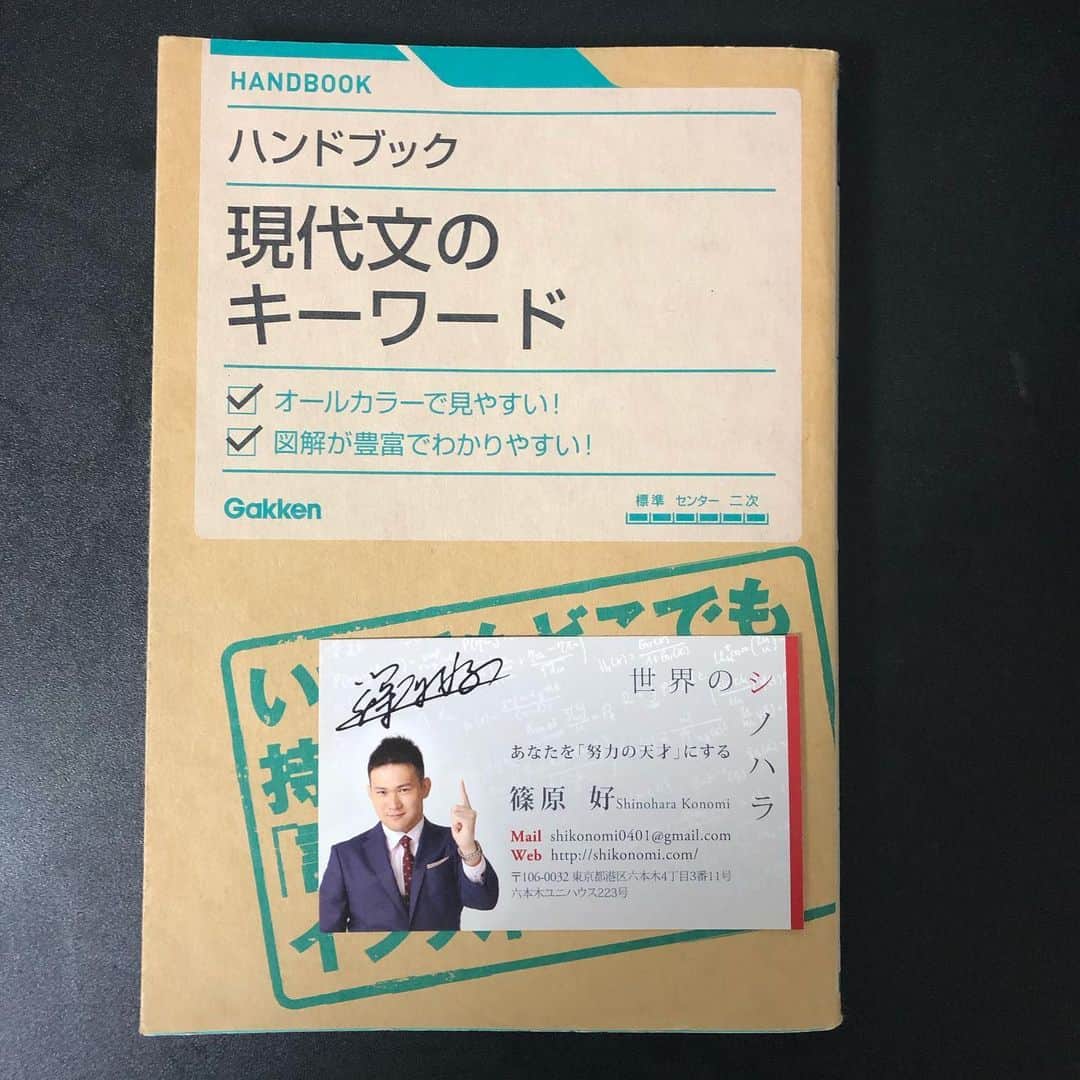 HANDBOOK
ハンドブック
現代文の
キーワード
オールカラーで見やすい!
図解が豊富でわかりやすい!
Gakken
標準 センター 二次
どこでも
世界のシノハラ
あなたを「努力の天才」にする
篠原 好 Shinohara Konomi
Mail shikonomi0401@gmail.com
Web http://shikonomi.com/
〒106-0032 東京都港区六本木4丁目3番11号
六本木ユニハウス223号